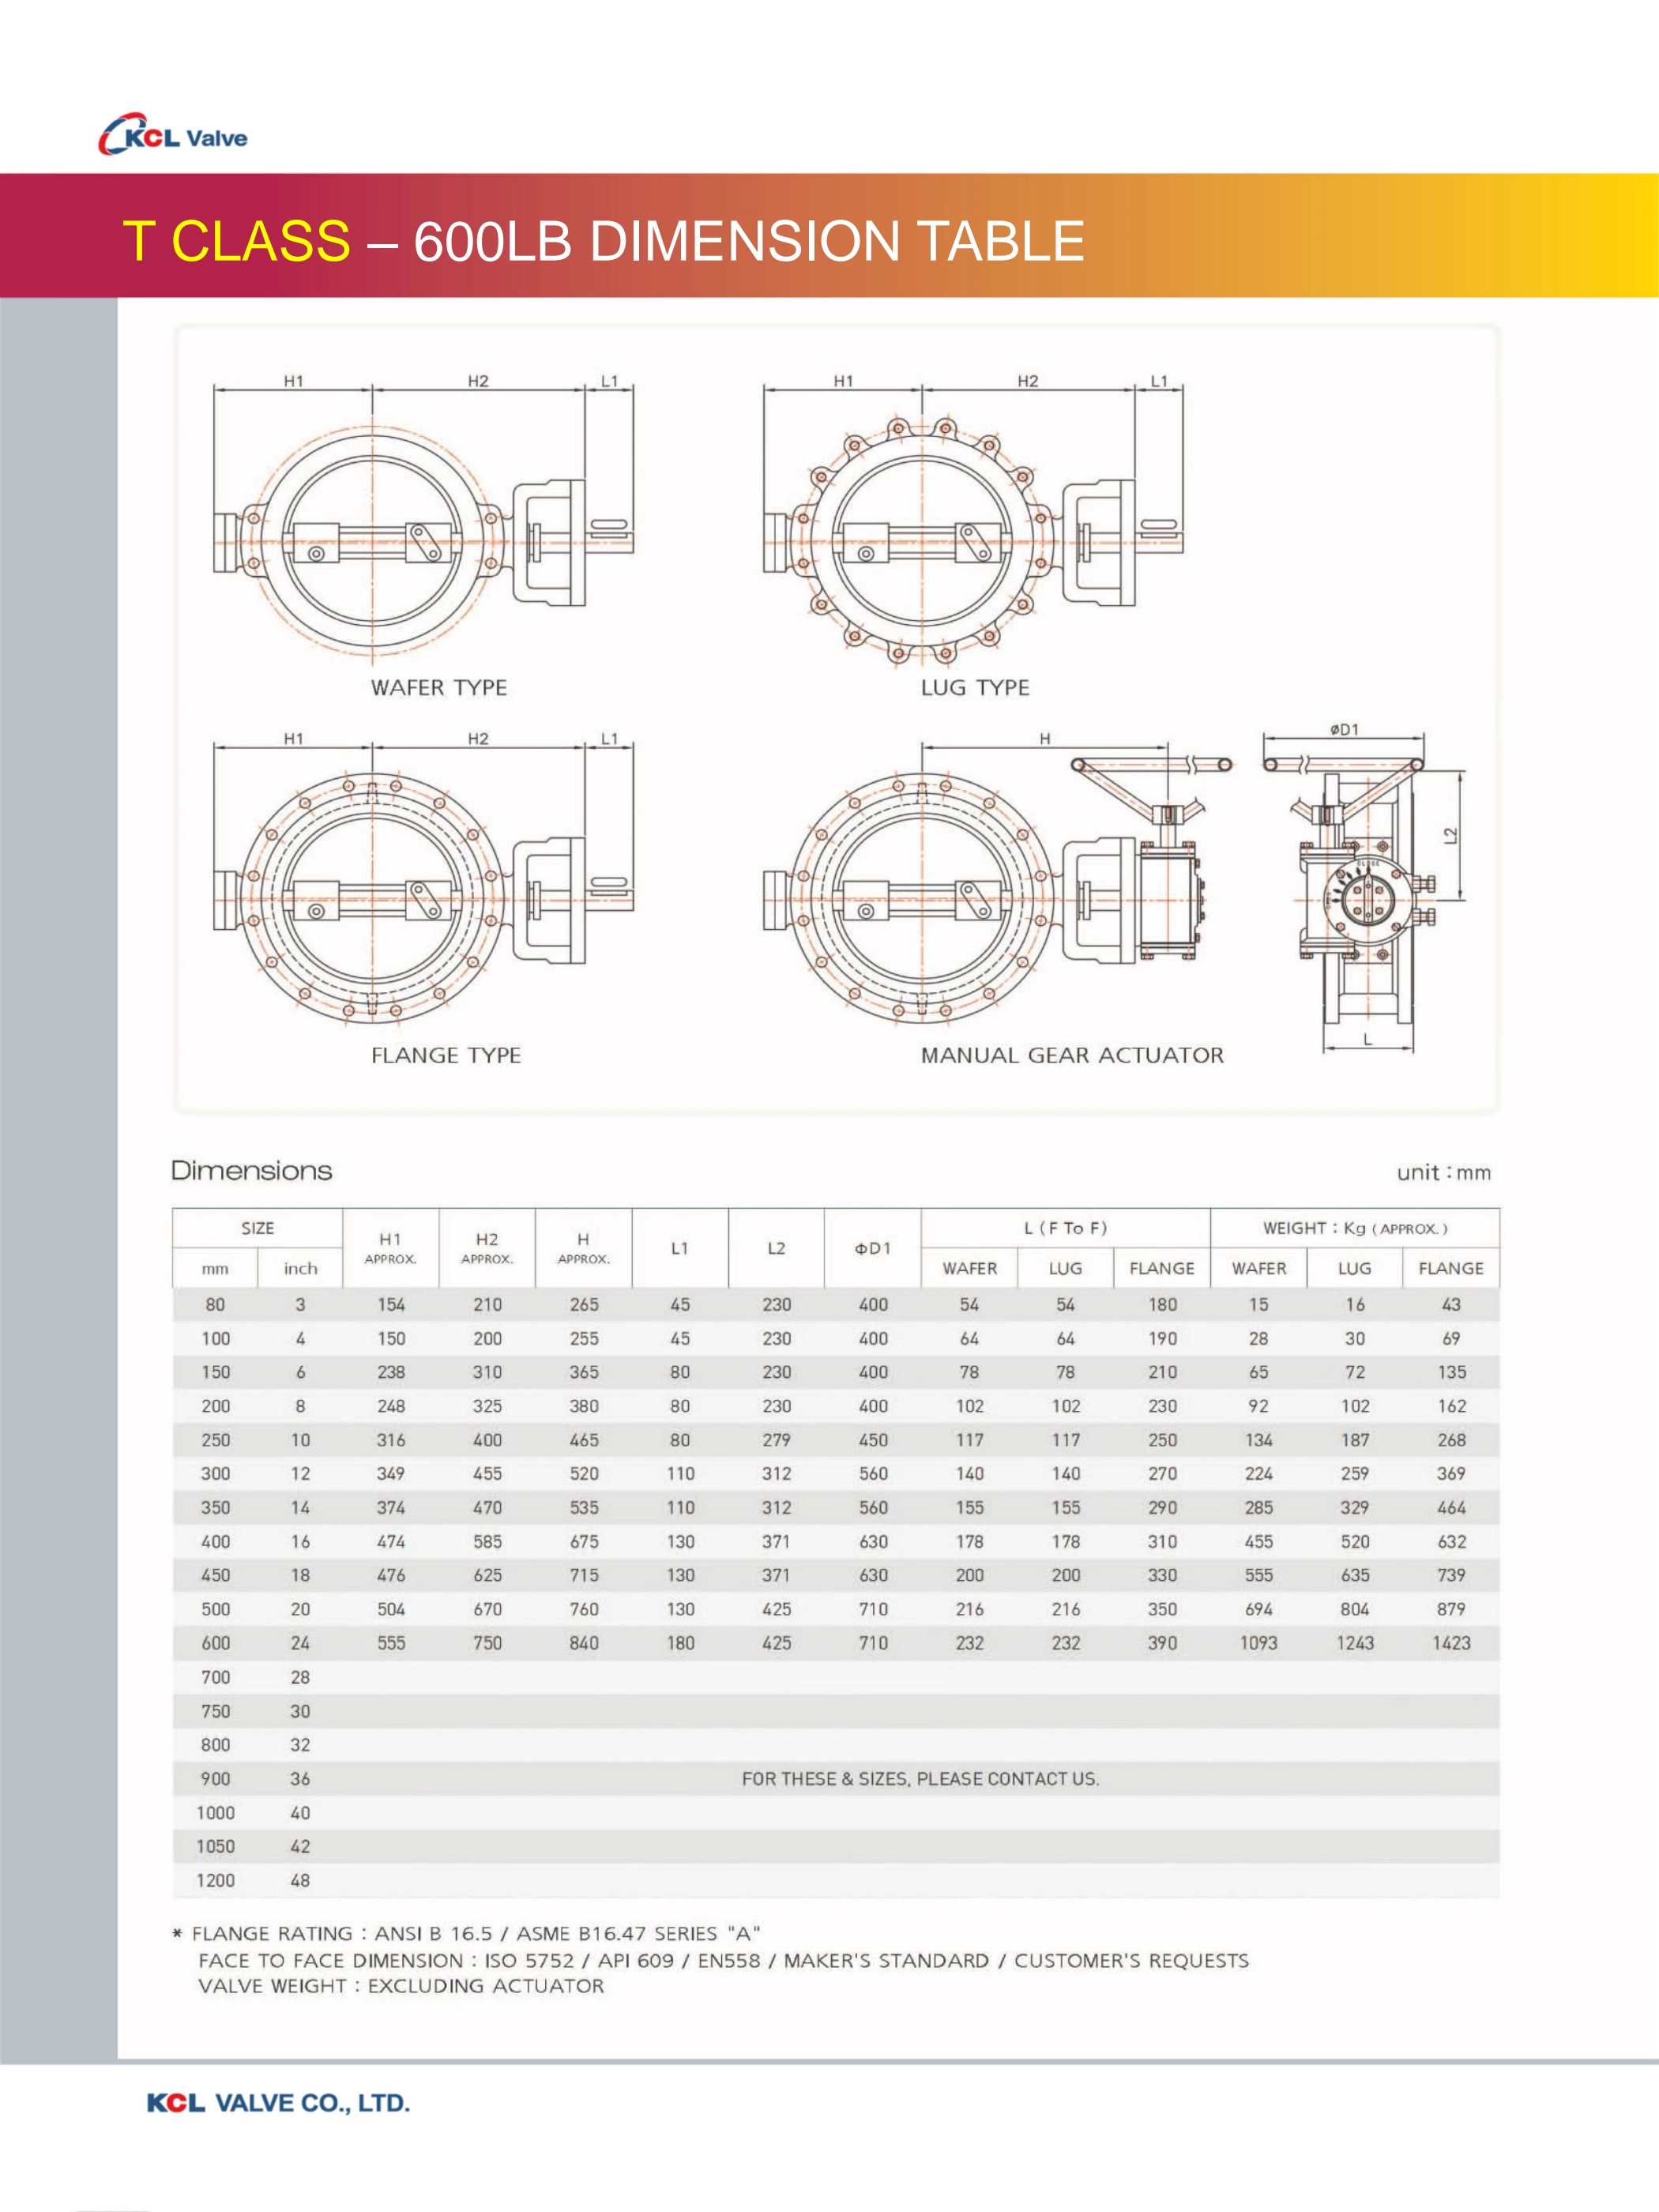 KCL Valve
T CLASS – 600LB DIMENSION TABLE
H1 H2 L1 H1 H2 L1
WAFER TYPE LUG TYPE
H1 H2 L1 H ØD1
L2
CLOSE
L
FLANGE TYPE MANUAL GEAR ACTUATOR
Dimensions unit : mm
SIZE H1 APPROX. H2 APPROX. H APPROX. L1 L2 ΦD1 L ( F To F ) WEIGHT : Kg ( APPROX. )
mm inch WAFER LUG FLANGE WAFER LUG FLANGE
80 3 154 210 265 45 230 400 54 54 180 15 16 43
100 4 150 200 255 45 230 400 64 64 190 28 30 69
150 6 238 310 365 80 230 400 78 78 210 65 72 135
200 8 248 325 380 80 230 400 102 102 230 92 102 162
250 10 316 400 465 80 279 450 117 117 250 134 187 268
300 12 349 455 520 110 312 560 140 140 270 224 259 369
350 14 374 470 535 110 312 560 155 155 290 285 329 464
400 16 474 585 675 130 371 630 178 178 310 455 520 632
450 18 476 625 715 130 371 630 200 200 330 555 635 739
500 20 504 670 760 130 425 710 216 216 350 694 804 879
600 24 555 750 840 180 425 710 232 232 390 1093 1243 1423
700 28
750 30
800 32
900 36 FOR THESE & SIZES, PLEASE CONTACT US.
1000 40
1050 42
1200 48
* FLANGE RATING : ANSI B 16.5 / ASME B16.47 SERIES "A"
FACE TO FACE DIMENSION : ISO 5752 / API 609 / EN558 / MAKER'S STANDARD / CUSTOMER'S REQUESTS
VALVE WEIGHT : EXCLUDING ACTUATOR
KCL VALVE CO., LTD.